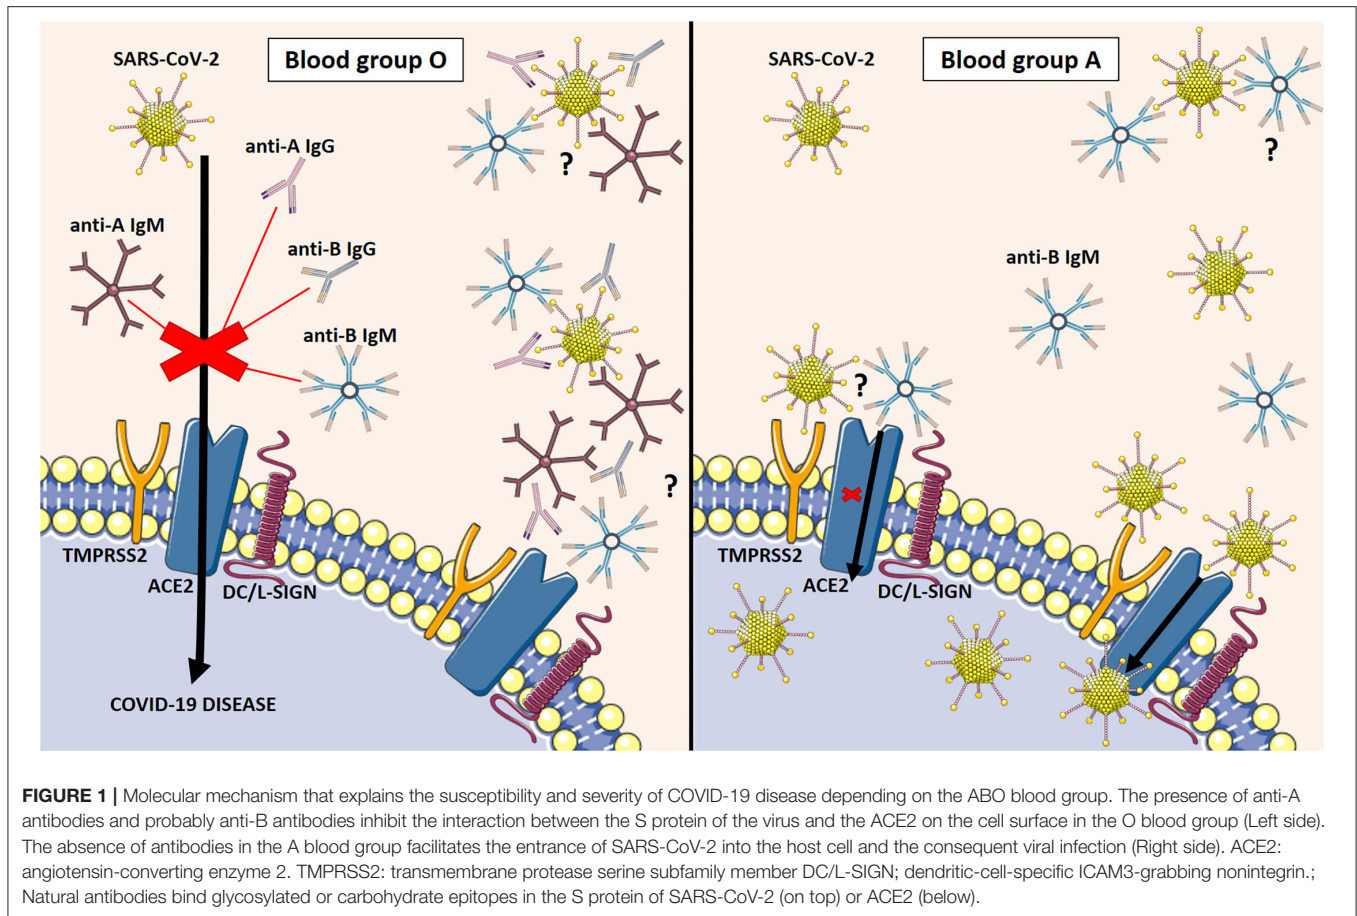 Blood group O
SARS-CoV-2
anti-A IgG
?
anti-A IgM
anti-B IgG
anti-B IgM
?
TMPRSS2
ACE2
DC/L-SIGN
COVID-19 DISEASE
Blood group A
SARS-CoV-2
?
anti-B IgM
?
TMPRSS2
ACE2
DC/L-SIGN
FIGURE 1 | Molecular mechanism that explains the susceptibility and severity of COVID-19 disease depending on the ABO blood group. The presence of anti-A
antibodies and probably anti-B antibodies inhibit the interaction between the S protein of the virus and the ACE2 on the cell surface in the O blood group (Left side).
The absence of antibodies in the A blood group facilitates the entrance of SARS-CoV-2 into the host cell and the consequent viral infection (Right side). ACE2:
angiotensin-converting enzyme 2. TMPRSS2: transmembrane protease serine subfamily member DC/L-SIGN; dendritic-cell-specific ICAM3-grabbing nonintegrin.;
Natural antibodies bind glycosylated or carbohydrate epitopes in the S protein of SARS-CoV-2 (on top) or ACE2 (below).